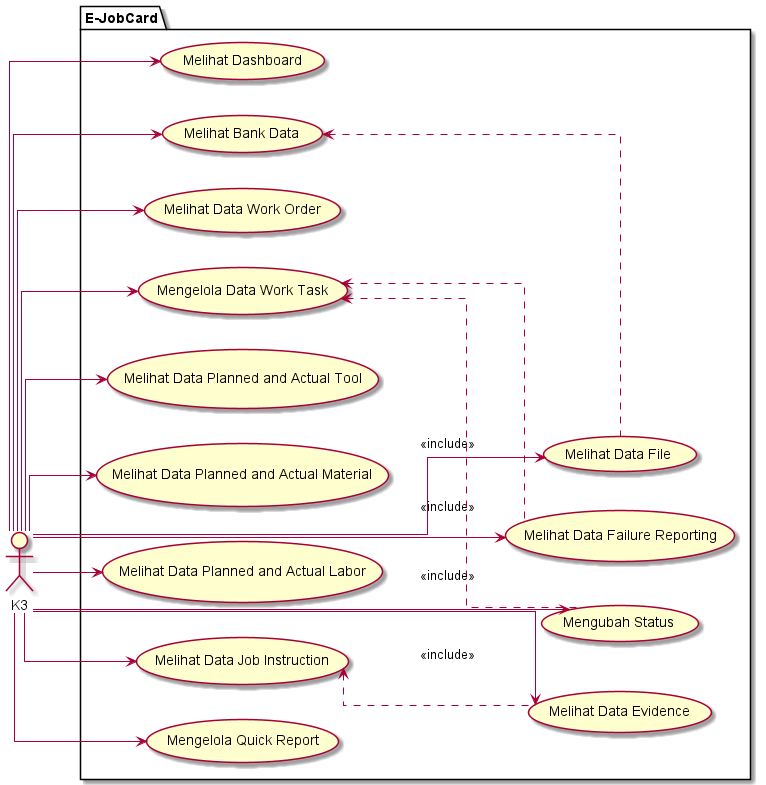 E-JobCard
Melihat Dashboard
Melihat Bank Data
Melihat Data Work Order
Mengelola Data Work Task
Melihat Data Planned and Actual Tool
«include»
Melihat Data File
Melihat Data Planned and Actual Material
«include»
Melihat Data Failure Reporting
Melihat Data Planned and Actual Labor
«include»
K3
Mengubah Status
Melihat Data Job Instruction
«include»
Melihat Data Evidence
Mengelola Quick Report